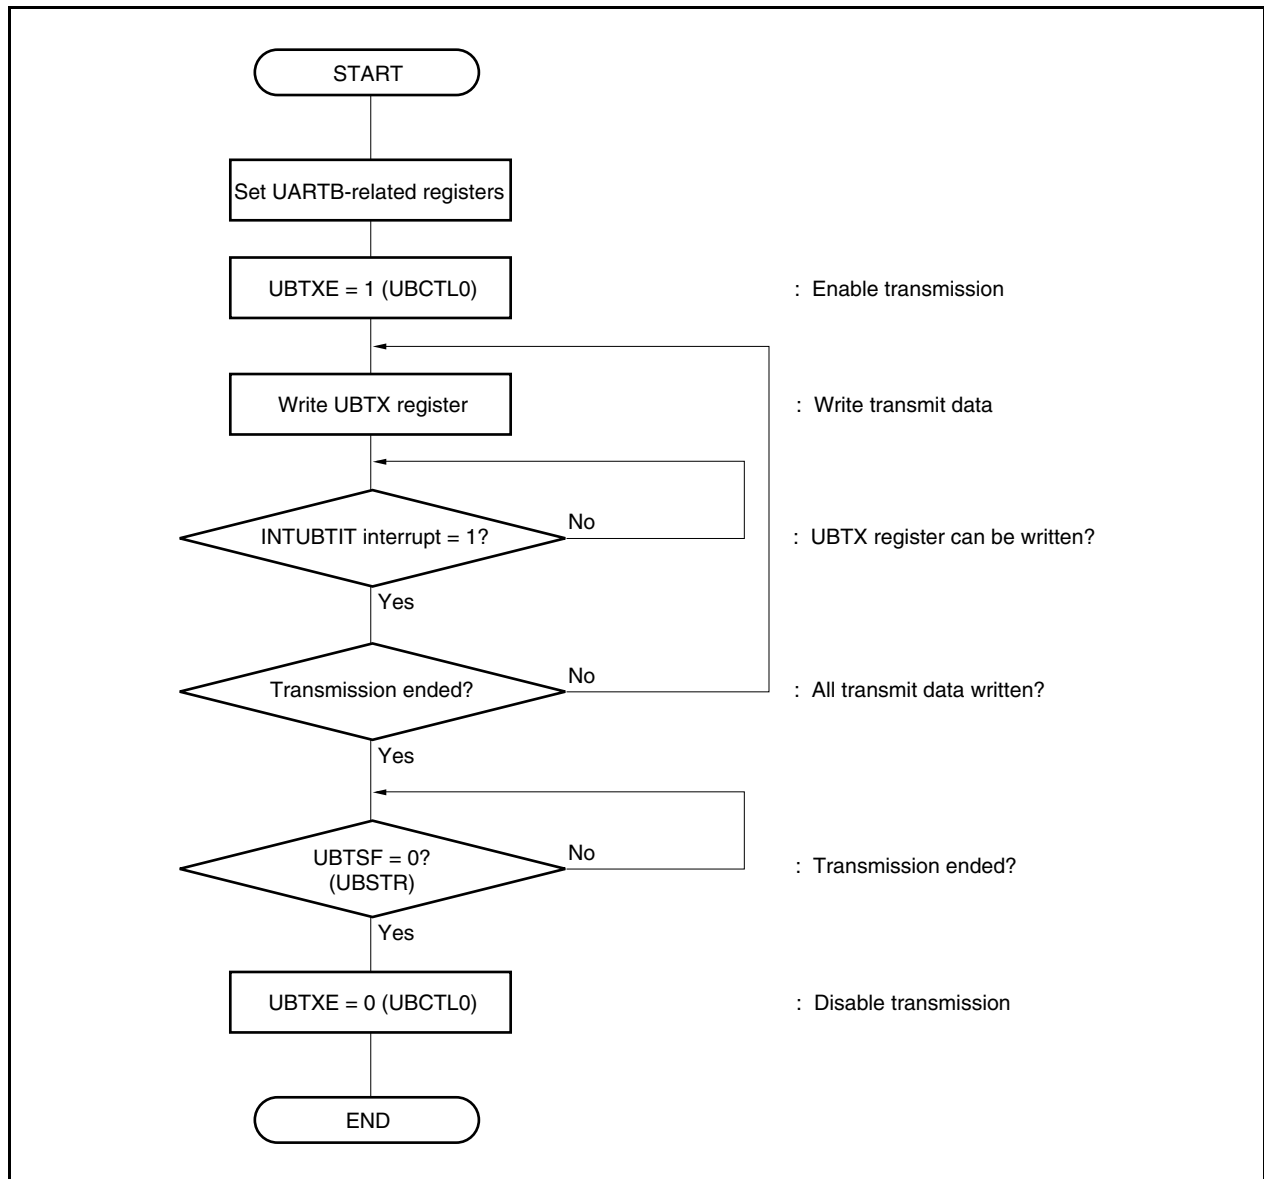 START
Set UARTB-related registers
UBTXE = 1 (UBCTL0)
: Enable transmission
Write UBTX register
: Write transmit data
INTUBTIT interrupt = 1?
No
: UBTX register can be written?
Yes
Transmission ended?
No
: All transmit data written?
Yes
UBTSF = 0?
(UBSTR)
No
: Transmission ended?
Yes
UBTXE = 0 (UBCTL0)
: Disable transmission
END